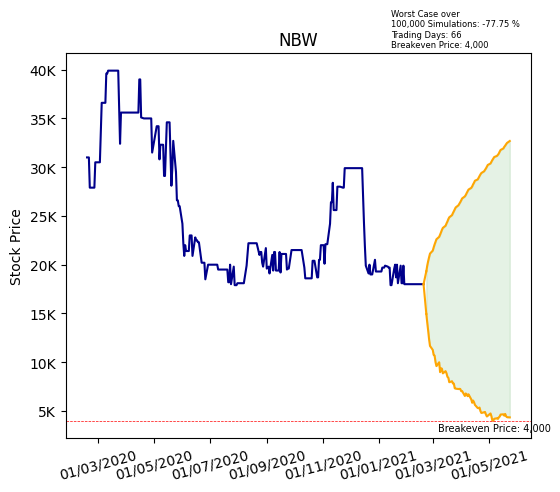 Worst Case over
100,000 Simulations: -77.75 %
Trading Days: 66
Breakeven Price: 4,000
NBW
40K
35K
30K
25K
20K
15K
10K
5K
Stock Price
Breakeven Price: 4,000
01/03/2020 01/05/2020 01/07/2020 01/09/2020 01/11/2020 01/01/2021 01/03/2021 01/05/2021